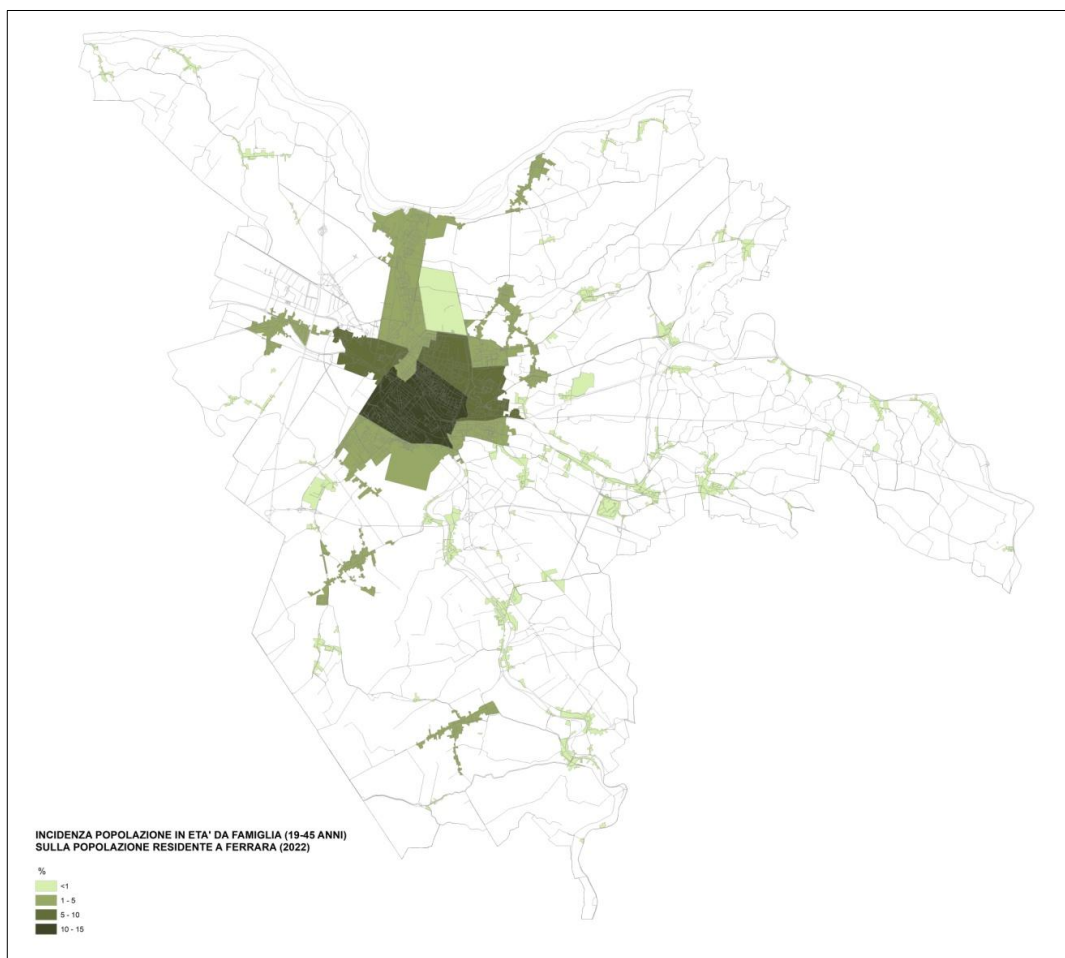 INCIDENZA POPOLAZIONE IN ETA' DA FAMIGLIA (19-45 ANNI)
SULLA POPOLAZIONE RESIDENTE A FERRARA (2022)
%
<1
1 - 5
5 - 10
10 - 15